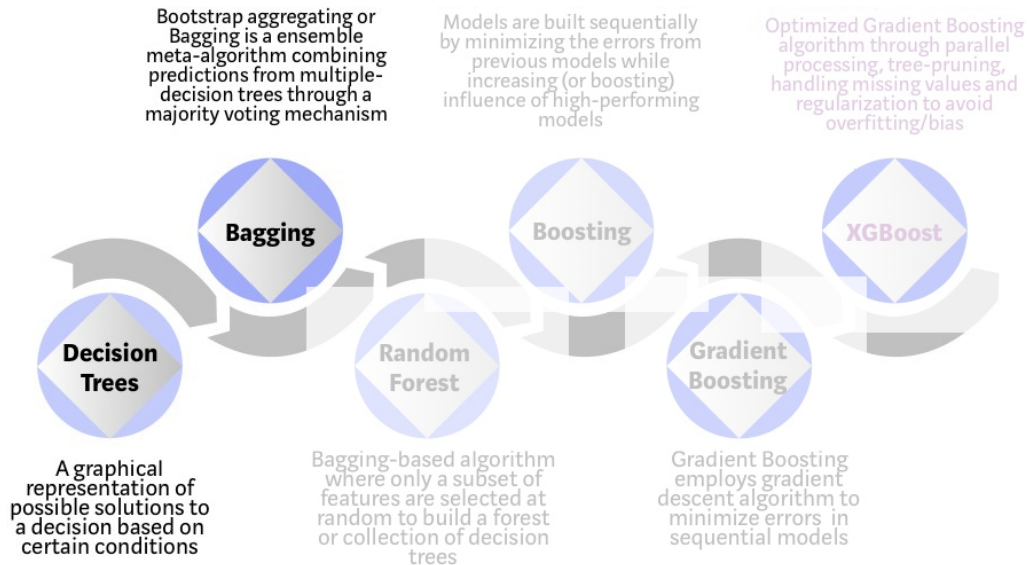 Bootstrap aggregating or
Bagging is a ensemble
meta-algorithm combining
predictions from multiple-
decision trees through a
majority voting mechanism
Models are built sequentially
by minimizing the errors from
previous models while
increasing (or boosting)
influence of high-performing
models
Optimized Gradient Boosting
algorithm through parallel
processing, tree-pruning,
handling missing values and
regularization to avoid
overfitting/bias
Bagging
Boosting
XGBoost
Decision
Trees
Random
Forest
Gradient
Boosting
A graphical
representation of
possible solutions to
a decision based on
certain conditions
Bagging-based algorithm
where only a subset of
features are selected at
random to build a forest
or collection of decision
trees
Gradient Boosting
employs gradient
descent algorithm to
minimize errors in
sequential models